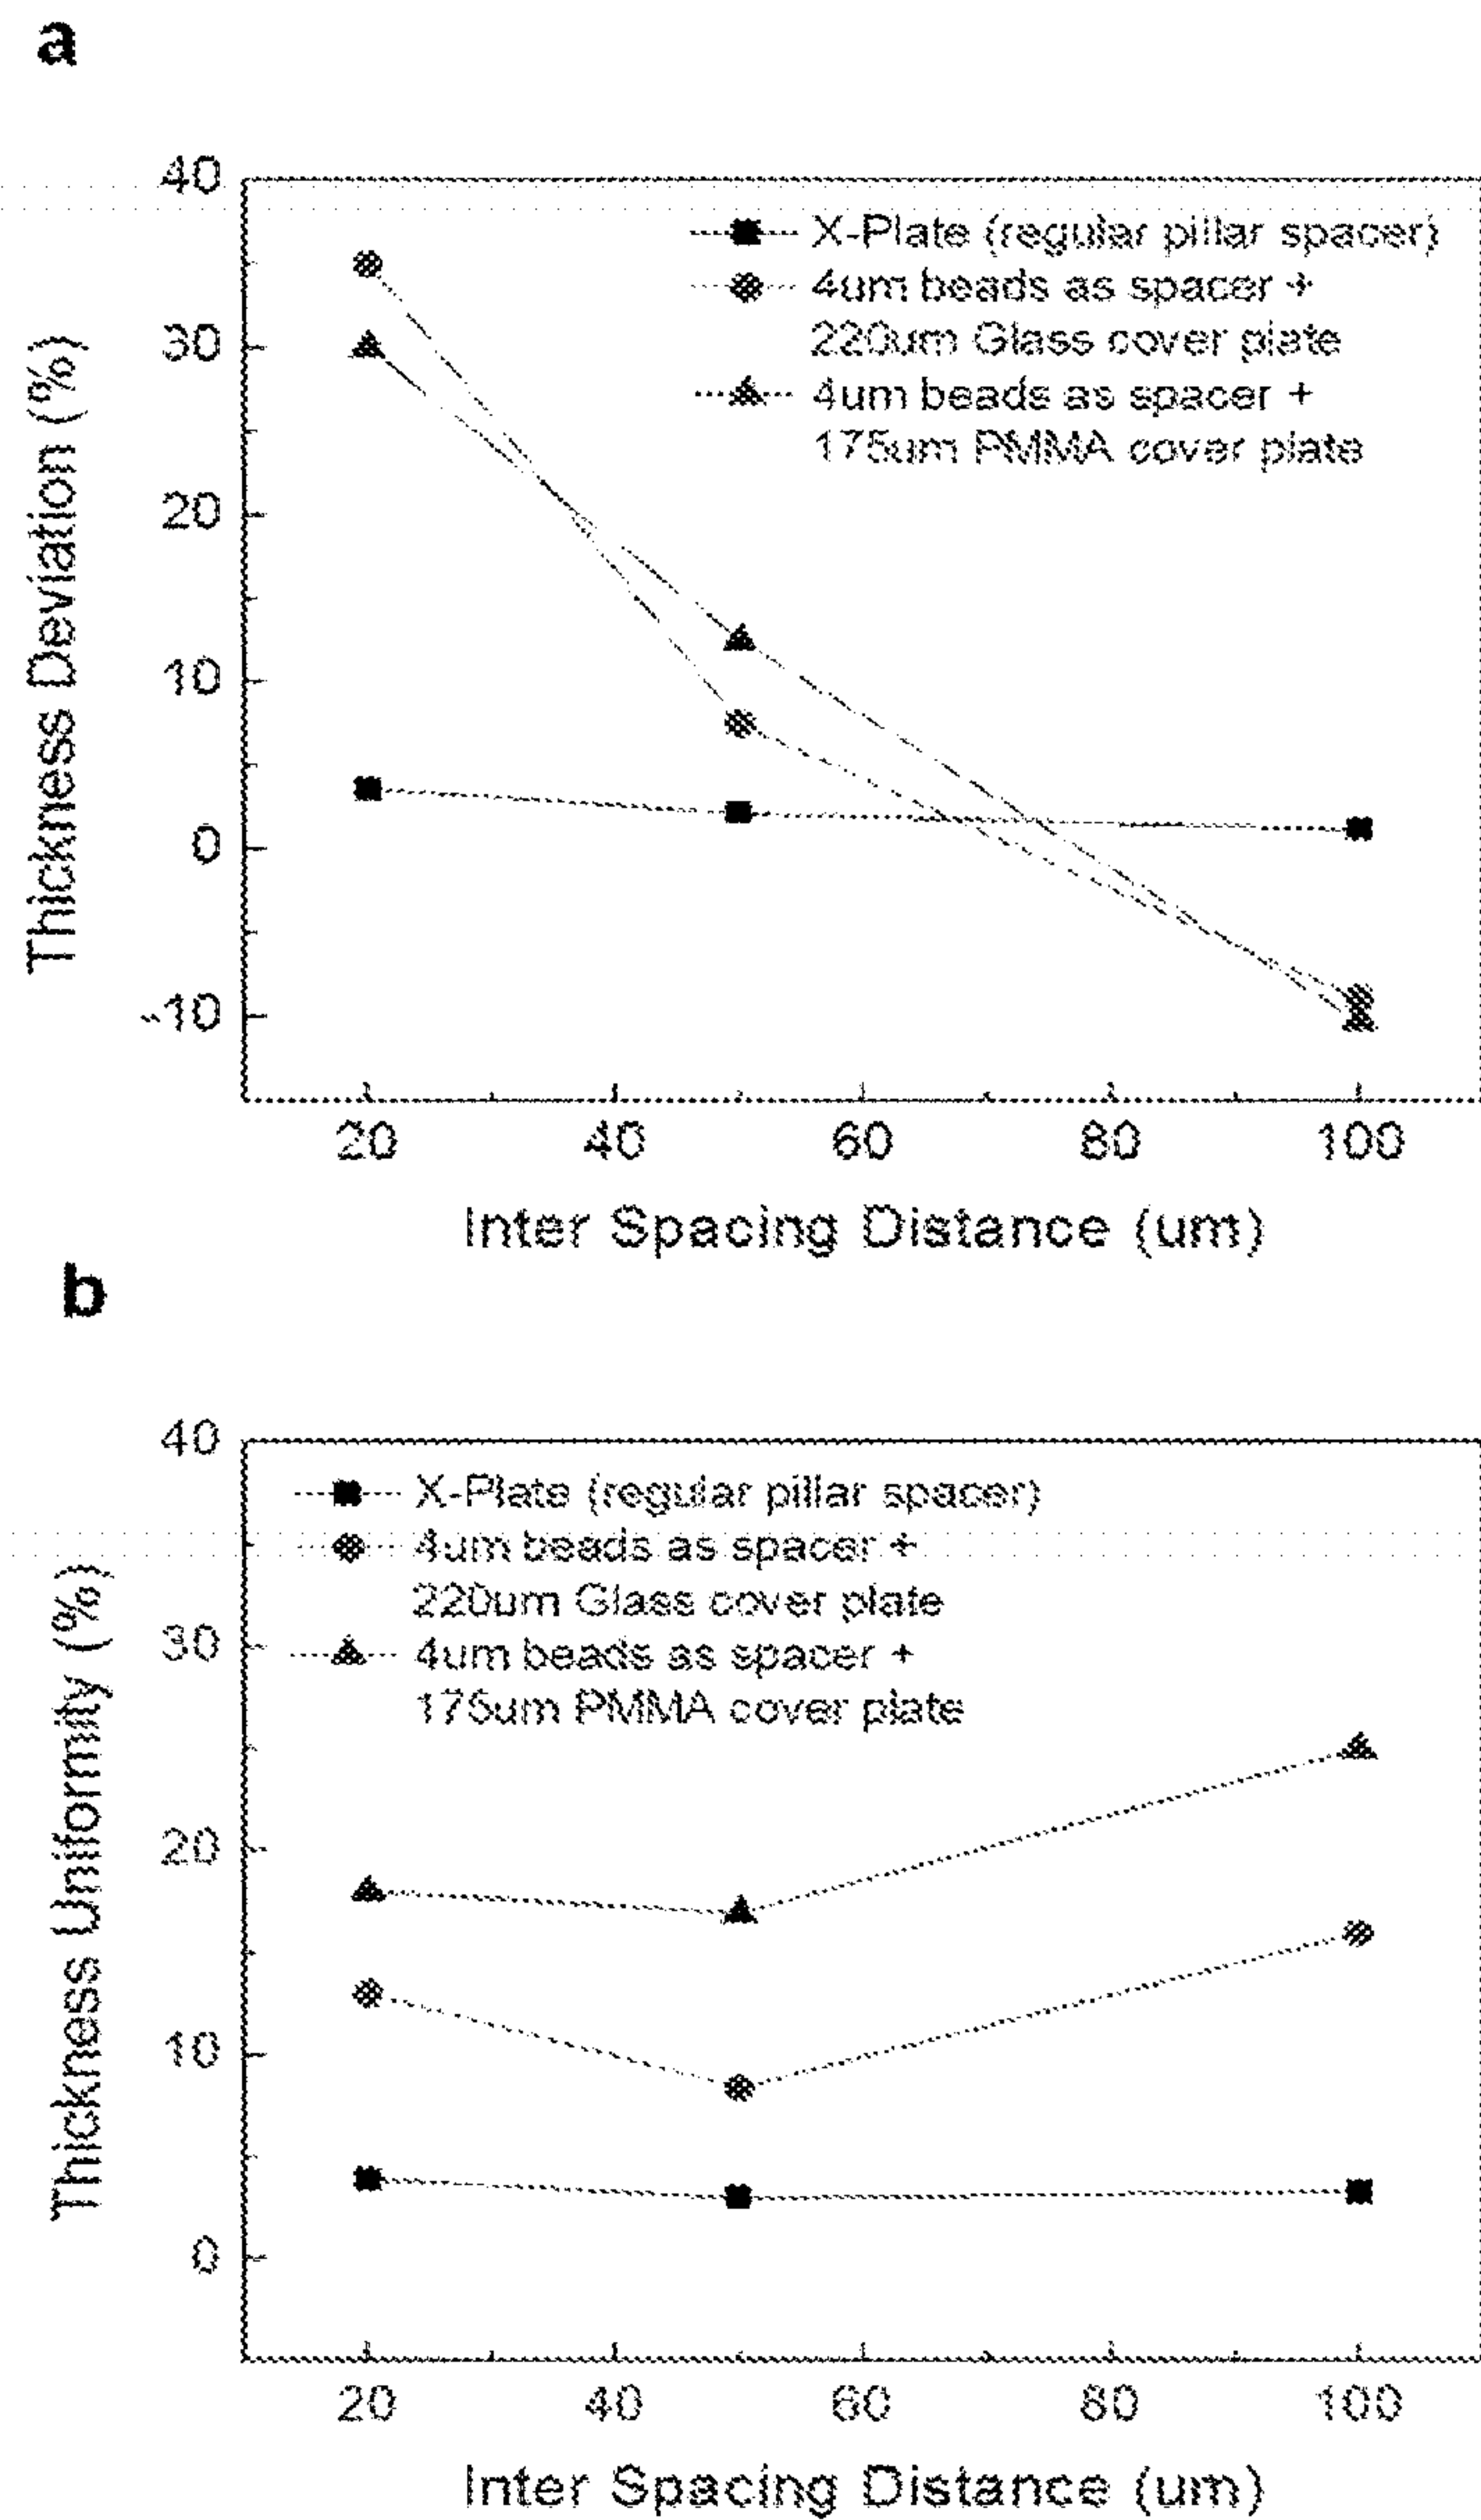 a
40
30
20
10
0
-10
Thickness Deviation (%)
X-Plate (regular pillar spacer)
4um beads as spacer +
220um Glass cover plate
4um beads as spacer +
175um PMMA cover plate
20 40 60 80 100
Inter Spacing Distance (um)
b
40
30
20
10
0
Thickness Uniformity (%)
X-Plate (regular pillar spacer)
4um beads as spacer +
220um Glass cover plate
4um beads as spacer +
175um PMMA cover plate
20 40 60 80 100
Inter Spacing Distance (um)